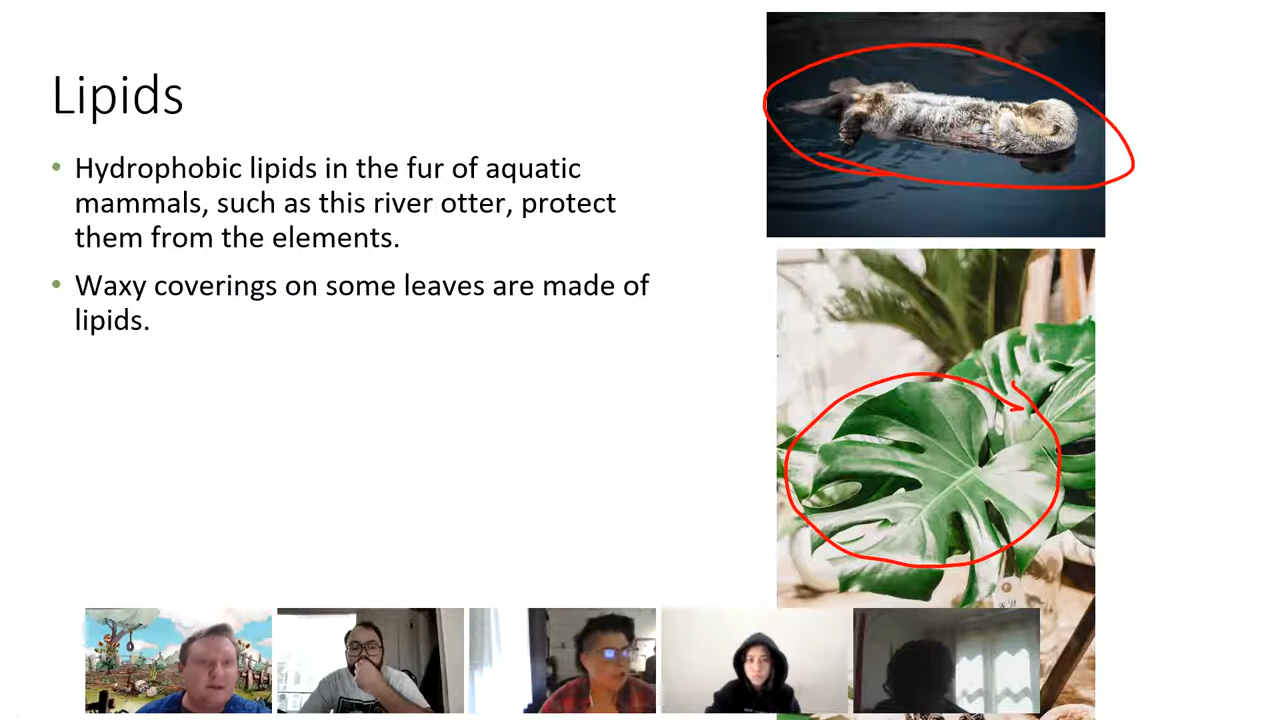 Lipids
• Hydrophobic lipids in the fur of aquatic
mammals, such as this river otter, protect
them from the elements.
• Waxy coverings on some leaves are made of
lipids.